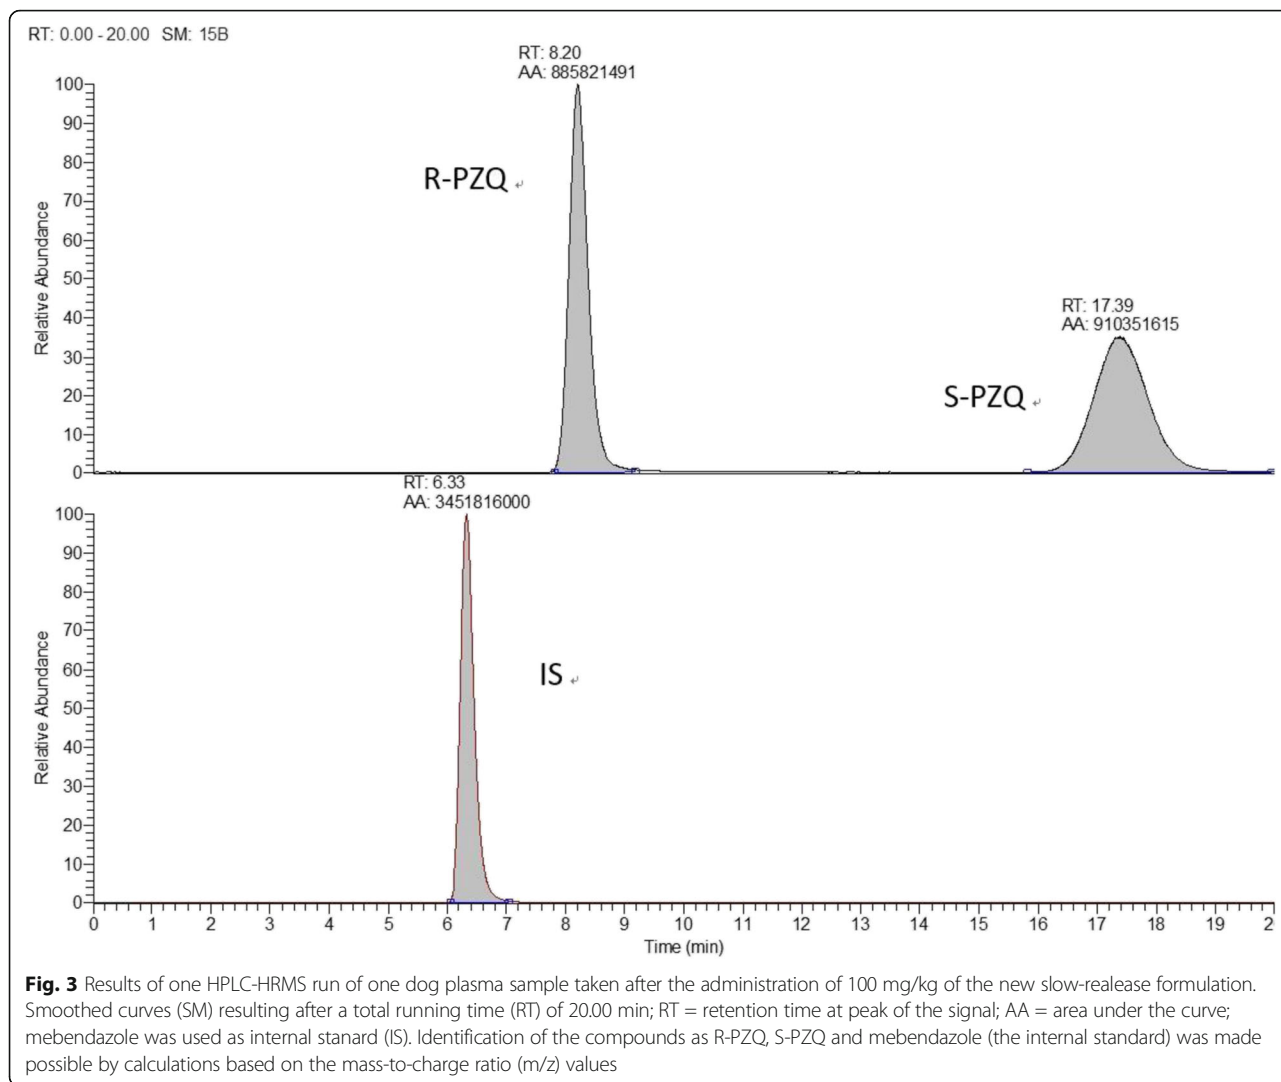 RT: 0.00 - 20.00 SM: 15B
RT: 8.20
AA: 885821491
100
90
80
70
60
50
40
30
20
10
0
Relative Abundance
R-PZQ
RT: 17.39
AA: 910351615
S-PZQ
RT: 6.33
AA: 3451816000
100
90
80
70
60
50
40
30
20
10
0
Relative Abundance
IS
0 1 2 3 4 5 6 7 8 9 10 11 12 13 14 15 16 17 18 19 2
Time (min)
Fig. 3 Results of one HPLC-HRMS run of one dog plasma sample taken after the administration of 100 mg/kg of the new slow-realease formulation.
Smoothed curves (SM) resulting after a total running time (RT) of 20.00 min; RT = retention time at peak of the signal; AA = area under the curve;
mebendazole was used as internal stanard (IS). Identification of the compounds as R-PZQ, S-PZQ and mebendazole (the internal standard) was made
possible by calculations based on the mass-to-charge ratio (m/z) values